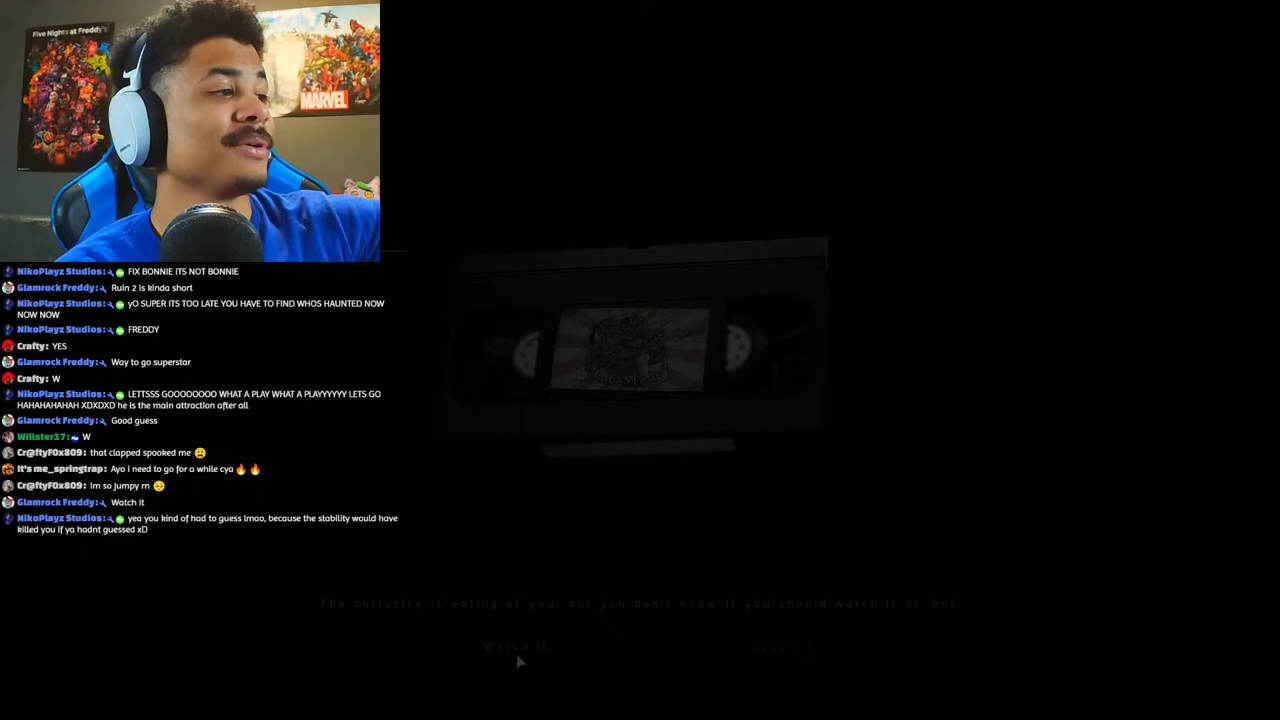 Five Nights at Freddy's
MARVEL
NikoPlayz Studios: FIX BONNIE ITS NOT BONNIE
Glamrock Freddy: Ruin 2 is kinda short
NikoPlayz Studios: yO SUPER ITS TOO LATE YOU HAVE TO FIND WHOS HAUNTED NOW
NOW NOW
NikoPlayz Studios: FREDDY
Crafty: YES
Glamrock Freddy: Way to go superstar
Crafty: W
NikoPlayz Studios: LETTSSS GOOOOOOOO WHAT A PLAY WHAT A PLAYYYYYY LETS GO
HAHAHAHAHAH XDXDXD he is the main attraction after all
Glamrock Freddy: Good guess
Willster17: W
Cr@ftyF0x809: that clapped spooked me 😩
It's me_springtrap: Ayo i need to go for a while cya 🔥 🔥
Cr@ftyF0x809: Im so jumpy rn 🥺
Glamrock Freddy: Watch it
NikoPlayz Studios: yea you kind of had to guess lmao, because the stability would have
killed you if ya hadnt guessed xD
The curiosity is eating at you, but you don't know if you should watch it or not.
Watch it